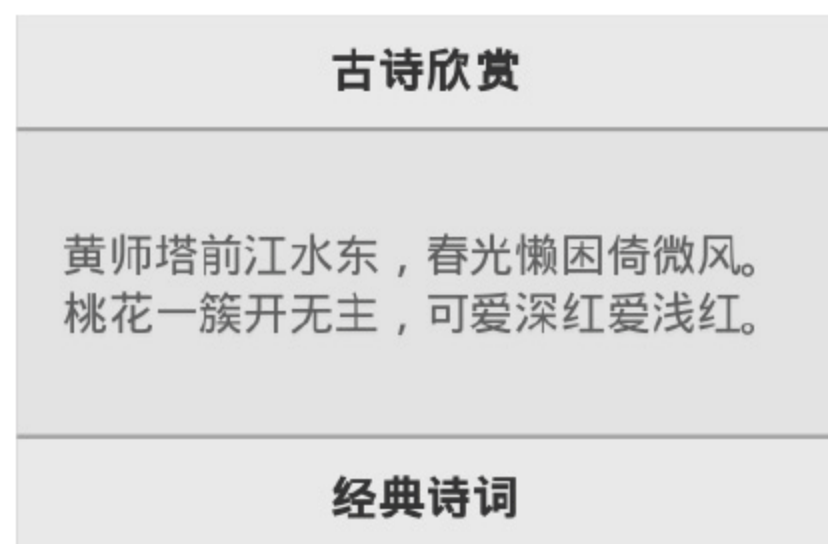 古诗欣赏
黄师塔前江水东，春光懒困倚微风。
桃花一簇开无主，可爱深红爱浅红。
经典诗词